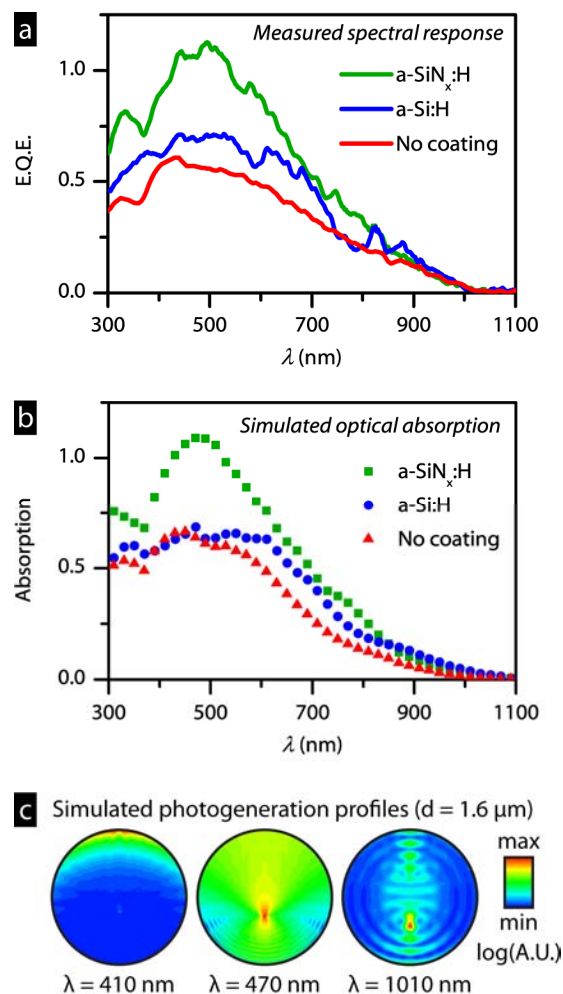 a
Measured spectral response
a-SiNx:H
a-Si:H
No coating
E.Q.E.
1.0
0.5
0.0
300 500 700 900 1100
λ (nm)
b
Simulated optical absorption
a-SiNx:H
a-Si:H
No coating
Absorption
1.0
0.5
0.0
300 500 700 900 1100
λ (nm)
c
Simulated photogeneration profiles (d = 1.6 μm)
max
min
log(A.U.)
λ = 410 nm λ = 470 nm λ = 1010 nm